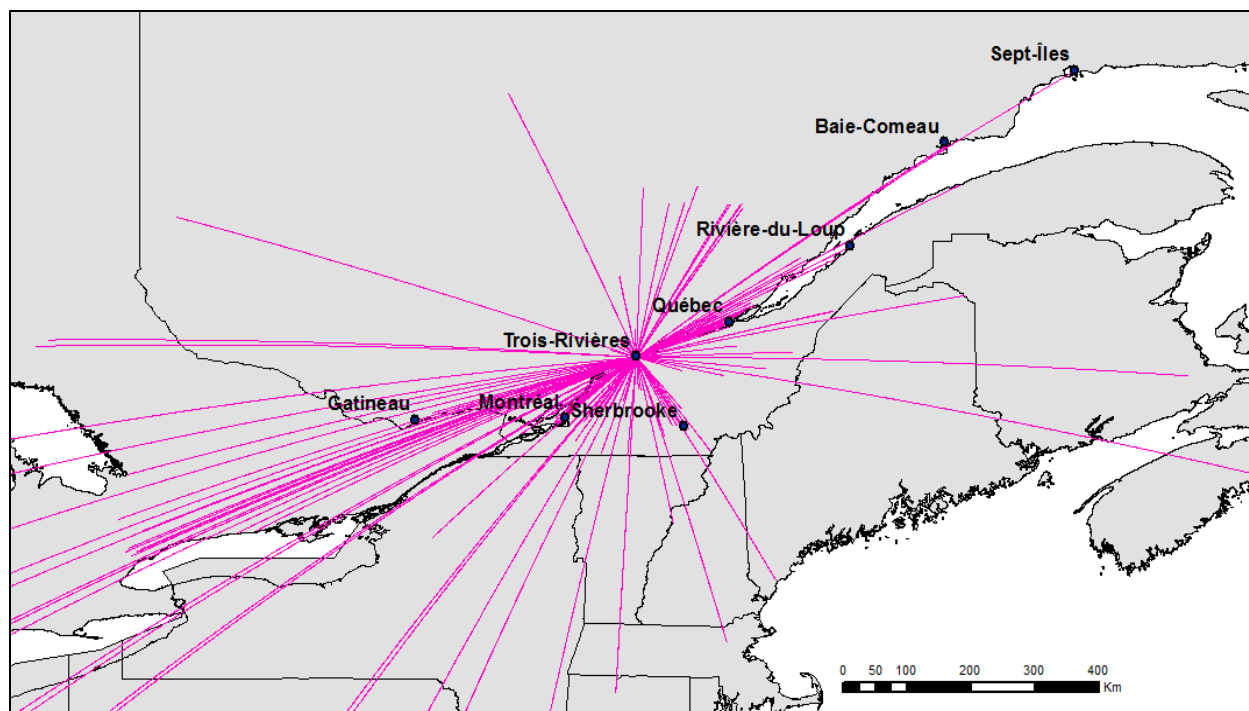 Sept-Îles
Baie-Comeau
Rivière-du-Loup
Québec
Trois-Rivières
Gatineau
Montréal
Sherbrooke
0 50 100 200 300 400
Km